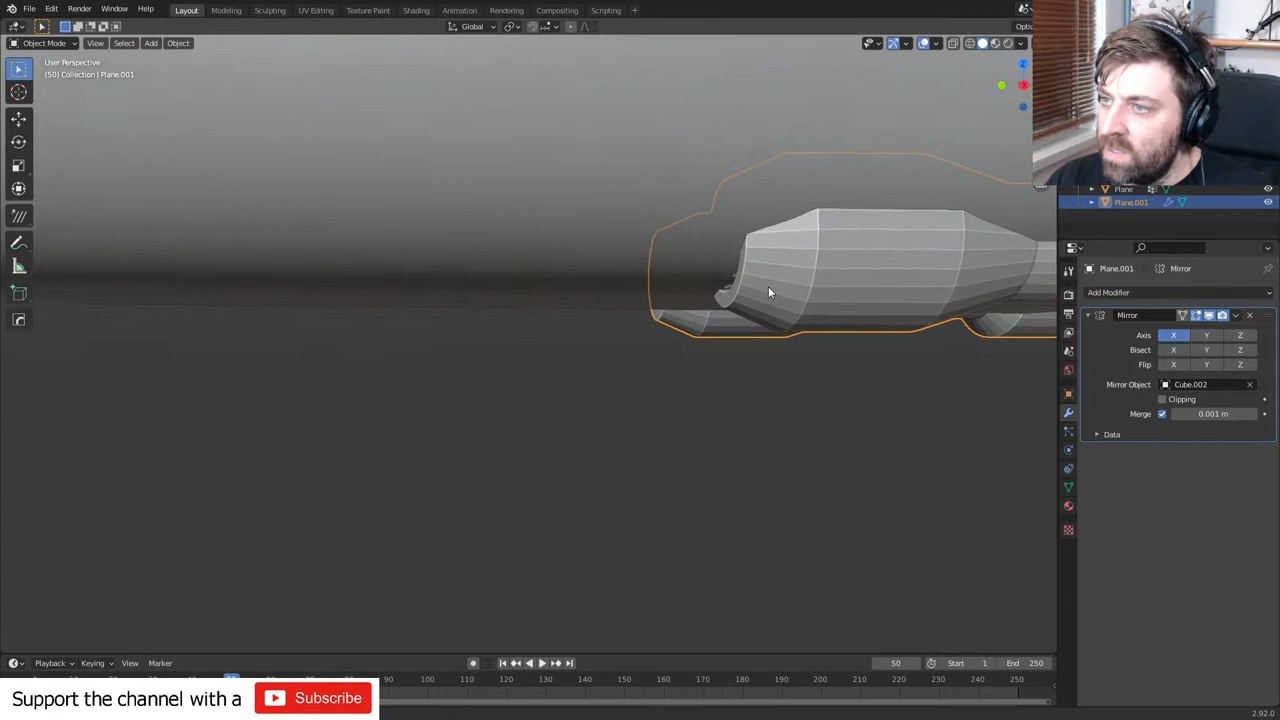 File Edit Render Window Help
Layout Modeling Sculpting UV Editing Texture Paint Shading Animation Rendering Compositing Scripting +
Global
Object Mode View Select Add Object
User Perspective
(50) Collection | Plane.001
Z
X
Plane
Plane.001
Plane.001 Mirror
Add Modifier
Mirror
Axis X Y Z
Bisect X Y Z
Flip X Y Z
Mirror Object Cube.002
Clipping
Merge 0.001 m
Data
Playback Keying View Marker 50 Start 1 End 250
100 110 120 130 140 150 160 170 180 190 200 210 220 230 240 250
Support the channel with a Subscribe
2.92.0